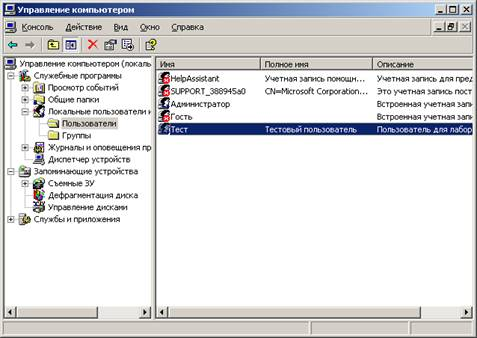 Управление компьютером
Консоль Действие Вид Окно Справка
Управление компьютером (локаль
Служебные программы
Просмотр событий
Общие папки
Локальные пользователи и
Пользователи
Группы
Журналы и оповещения пр
Диспетчер устройств
Запоминающие устройства
Съемные ЗУ
Дефрагментация диска
Управление дисками
Службы и приложения
Имя Полное имя Описание
HelpAssistant Учетная запись помощн... Учетная запись для пред
SUPPORT_388945a0 CN=Microsoft Corporation... Это учетная запись пост
Администратор Встроенная учетная запи
Гость Встроенная учетная запи
Тест Тестовый пользователь Пользователь для лабор